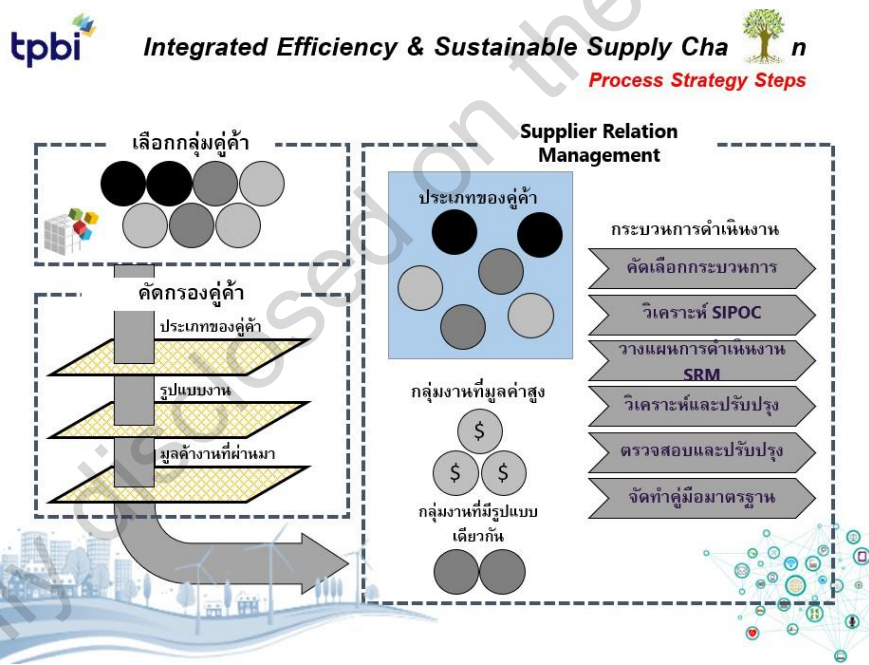 tpbi
Integrated Efficiency & Sustainable Supply Cha n
Process Strategy Steps
เลือกกลุ่มคู่ค้า
คัดกรองคู่ค้า
ประเภทของคู่ค้า
รูปแบบงาน
มูลค้างานที่ผ่านมา
Supplier Relation
Management
ประเภทของคู่ค้า
กลุ่มงานที่มูลค่าสูง
$
$ $
กลุ่มงานที่มีรูปแบบ
เดียวกัน
กระบวนการดำเนินงาน
คัดเลือกกระบวนการ
วิเคราะห์ SIPOC
วางแผนการดำเนินงาน
SRM
วิเคราะห์และปรับปรุง
ตรวจสอบและปรับปรุง
จัดทำคู่มือมาตรฐาน
disclosed on the